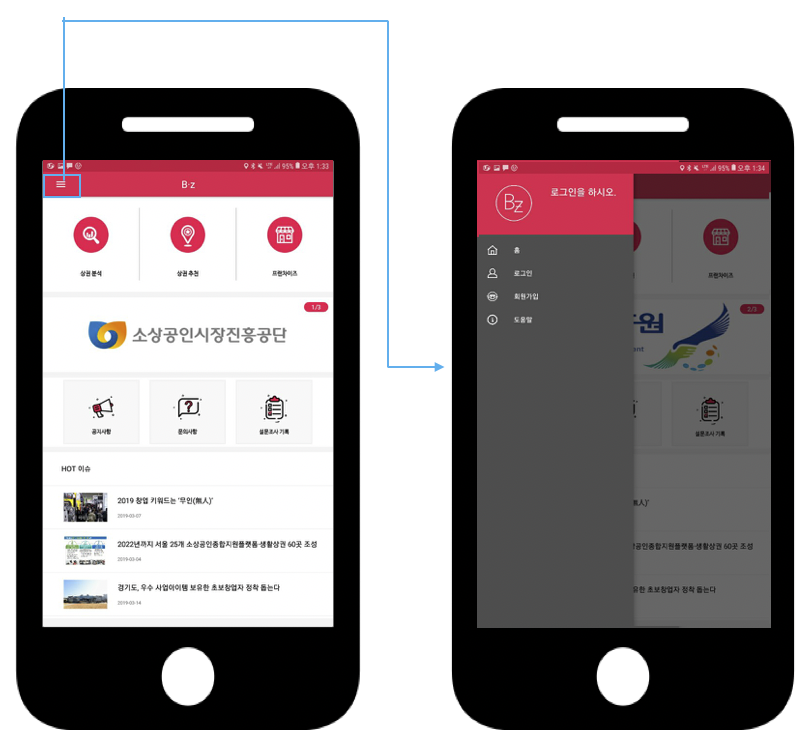 95% 오후 1:33
B·z
상권 분석
상권 추천
프랜차이즈
1/3
소상공인시장진흥공단
공지사항
문의사항
설문조사 기록
HOT 이슈
2019 창업 키워드는 '무인(無人)'
2019-03-07
2022년까지 서울 25개 소상공인종합지원플랫폼·생활상권 60곳 조성
2019-03-04
경기도, 우수 사업아이템 보유한 초보창업자 정착 돕는다
2019-03-14
95% 오후 1:34
Bz
로그인을 하시오.
홈
로그인
회원가입
도움말
프랜차이즈
2/3
원
ent
설문조사 기록
人)'
공인종합지원플랫폼·생활상권 60곳 조성
유한 초보창업자 정착 돕는다